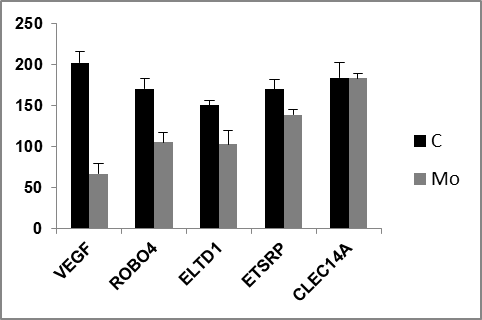 250
200
150
100
50
0
VEGF
ROBO4
ELTD1
ETSRP
CLEC14A
C
Mo